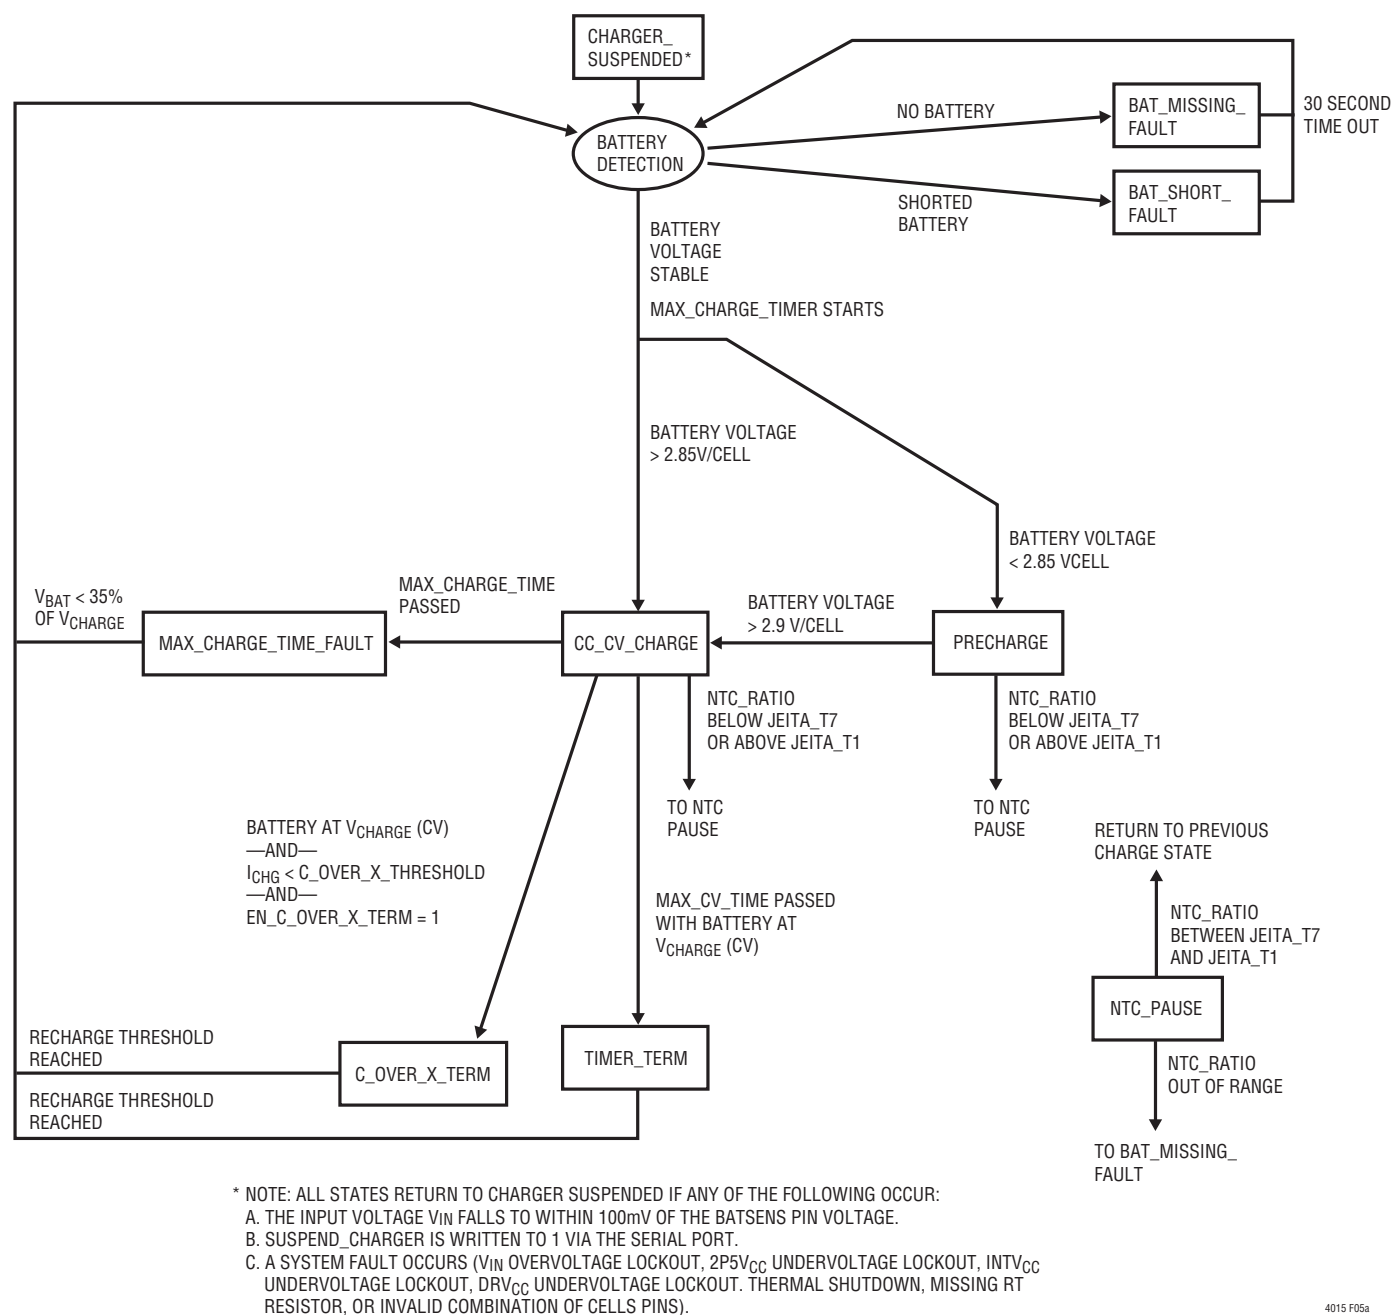 CHARGER_
SUSPENDED*
BATTERY
DETECTION
NO BATTERY
BAT_MISSING_
FAULT
30 SECOND
TIME OUT
SHORTED
BATTERY
BAT_SHORT_
FAULT
BATTERY
VOLTAGE
STABLE
MAX_CHARGE_TIMER STARTS
BATTERY VOLTAGE
> 2.85V/CELL
BATTERY VOLTAGE
< 2.85 VCELL
VBAT < 35%
OF VCHARGE
MAX_CHARGE_TIME_FAULT
MAX_CHARGE_TIME
PASSED
CC_CV_CHARGE
BATTERY VOLTAGE
> 2.9 V/CELL
PRECHARGE
NTC_RATIO
BELOW JEITA_T7
OR ABOVE JEITA_T1
TO NTC
PAUSE
NTC_RATIO
BELOW JEITA_T7
OR ABOVE JEITA_T1
TO NTC
PAUSE
BATTERY AT VCHARGE (CV)
—AND—
ICHG < C_OVER_X_THRESHOLD
—AND—
EN_C_OVER_X_TERM = 1
MAX_CV_TIME PASSED
WITH BATTERY AT
VCHARGE (CV)
RETURN TO PREVIOUS
CHARGE STATE
NTC_RATIO
BETWEEN JEITA_T7
AND JEITA_T1
NTC_PAUSE
NTC_RATIO
OUT OF RANGE
TO BAT_MISSING_
FAULT
RECHARGE THRESHOLD
REACHED
C_OVER_X_TERM
TIMER_TERM
RECHARGE THRESHOLD
REACHED
* NOTE: ALL STATES RETURN TO CHARGER SUSPENDED IF ANY OF THE FOLLOWING OCCUR:
A. THE INPUT VOLTAGE VIN FALLS TO WITHIN 100mV OF THE BATSENS PIN VOLTAGE.
B. SUSPEND_CHARGER IS WRITTEN TO 1 VIA THE SERIAL PORT.
C. A SYSTEM FAULT OCCURS (VIN OVERVOLTAGE LOCKOUT, 2P5VCC UNDERVOLTAGE LOCKOUT, INTVCC
UNDERVOLTAGE LOCKOUT, DRVCC UNDERVOLTAGE LOCKOUT. THERMAL SHUTDOWN, MISSING RT
RESISTOR, OR INVALID COMBINATION OF CELLS PINS).
4015 F05a